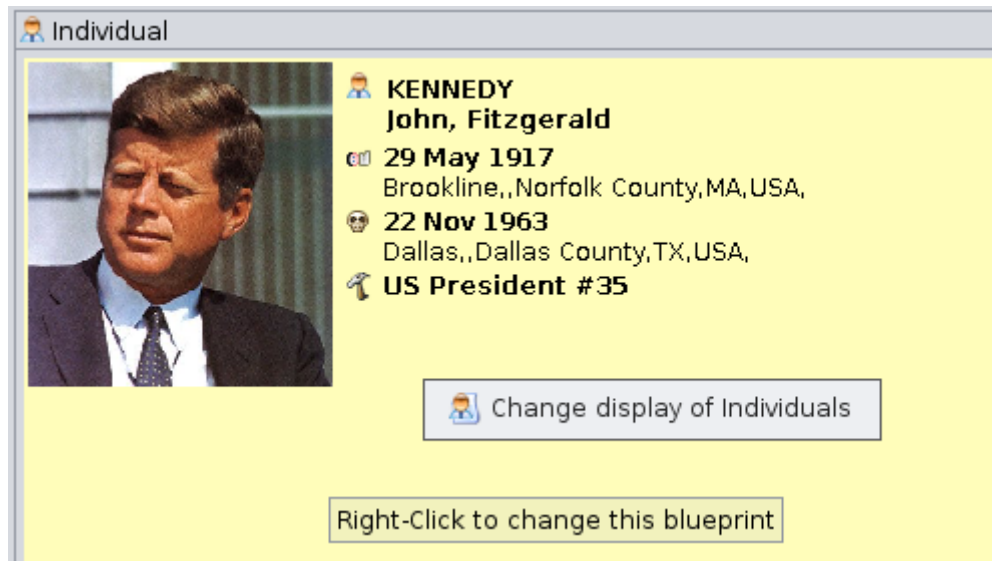 Individual
KENNEDY
John, Fitzgerald
29 May 1917
Brookline,,Norfolk County,MA,USA,
22 Nov 1963
Dallas,,Dallas County,TX,USA,
US President #35
Change display of Individuals
Right-Click to change this blueprint